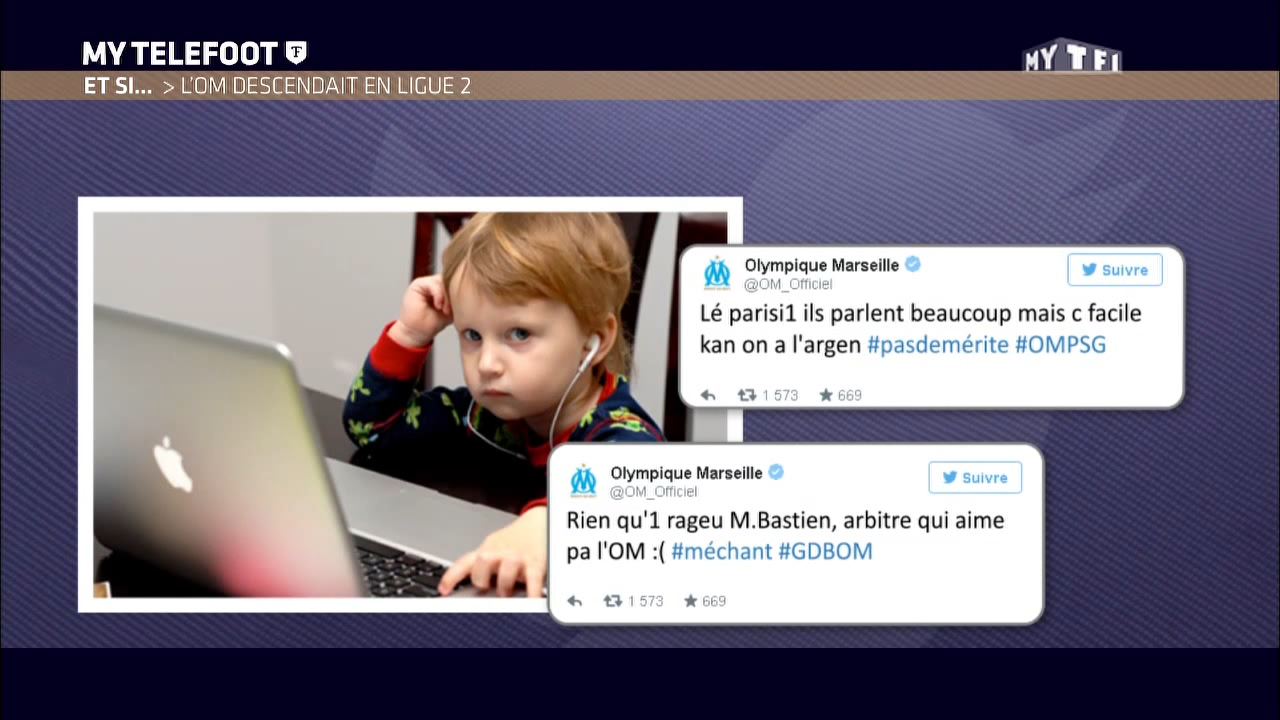 MY TELEFOOT
MY TF1
ET SI... > L'OM DESCENDAIT EN LIGUE 2
Olympique Marseille
Suivre
@OM_Officiel
Lé parisi1 ils parlent beaucoup mais c facile
kan on a l'argen #pasdemérite #OMPSG
1 573 669
Olympique Marseille
Suivre
@OM_Officiel
Rien qu'1 rageu M.Bastien, arbitre qui aime
pa l'OM :( #méchant #GDBOM
1 573 669